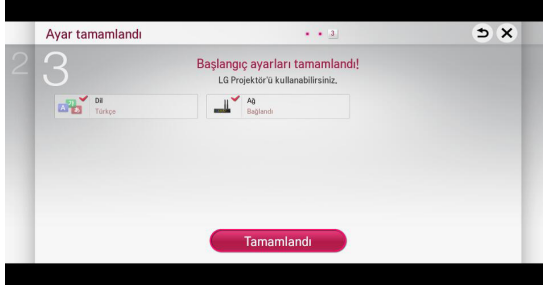 Ayar tamamlandı
3
2
3
Başlangıç ayarları tamamlandı!
LG Projektör'ü kullanabilirsiniz.
Dil
Türkçe
Ağ
Bağlandı
Tamamlandı